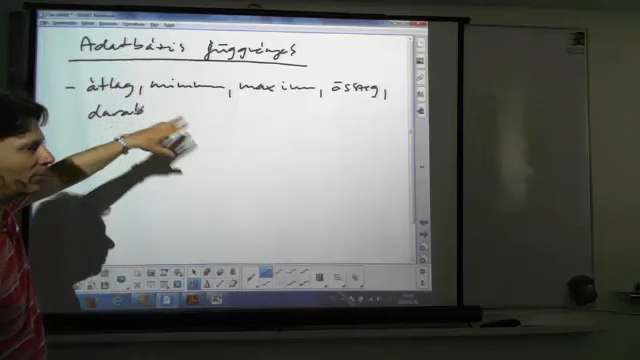 Adatbázis függvények
- átlag, minimum, maximum, összeg,
darab